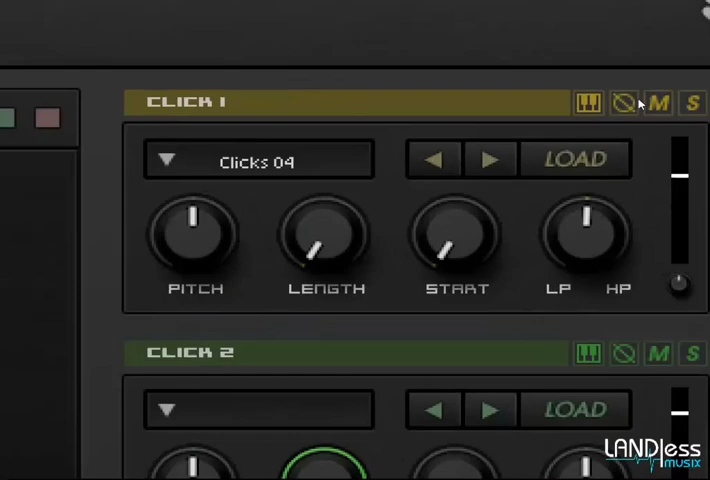 CLICK 1
M S
Clicks 04
LOAD
PITCH LENGTH START LP HP
CLICK 2
M S
LOAD
LANDless
MUSIX